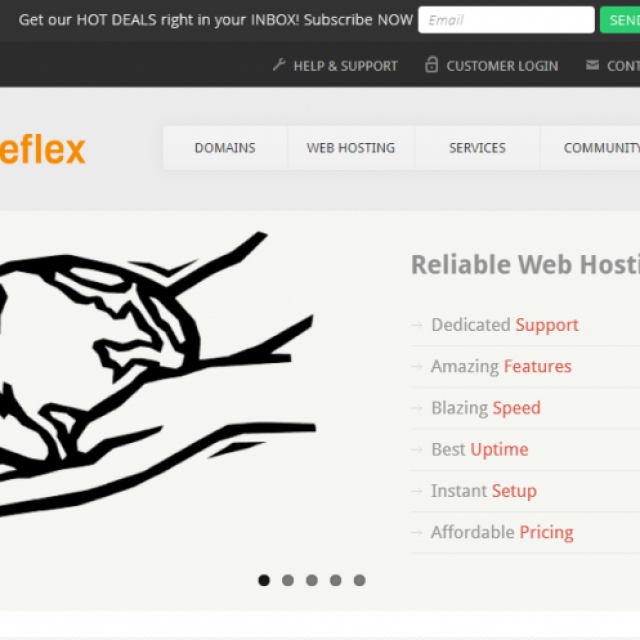 Get our HOT DEALS right in your INBOX! Subscribe NOW Email SEND
HELP & SUPPORT CUSTOMER LOGIN CONT
eflex
DOMAINS WEB HOSTING SERVICES COMMUNITY
Reliable Web Hosti
→ Dedicated Support
→ Amazing Features
→ Blazing Speed
→ Best Uptime
→ Instant Setup
→ Affordable Pricing